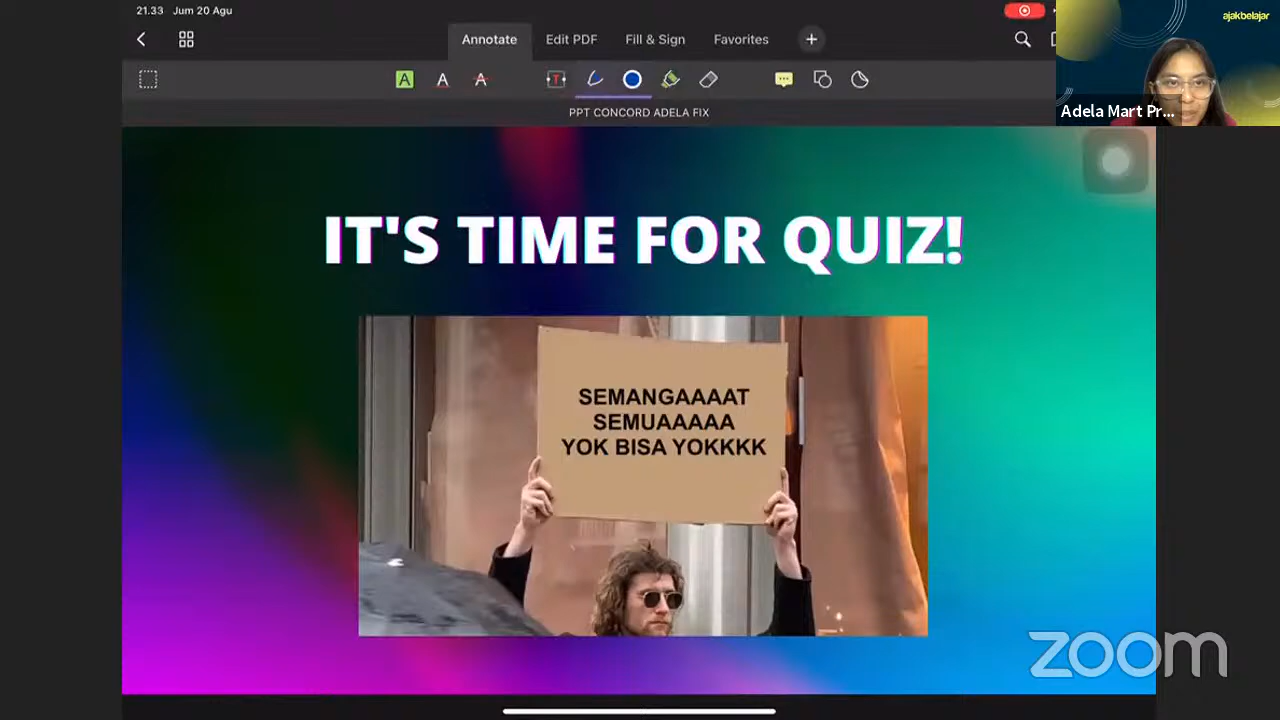 21.33 Jum 20 Agu
ajakbelajar
Annotate Edit PDF Fill & Sign Favorites +
A A A T
PPT CONCORD ADELA FIX
Adela Mart Pr...
IT'S TIME FOR QUIZ!
SEMANGAAAAT
SEMUAAAAA
YOK BISA YOKKKK
zoom